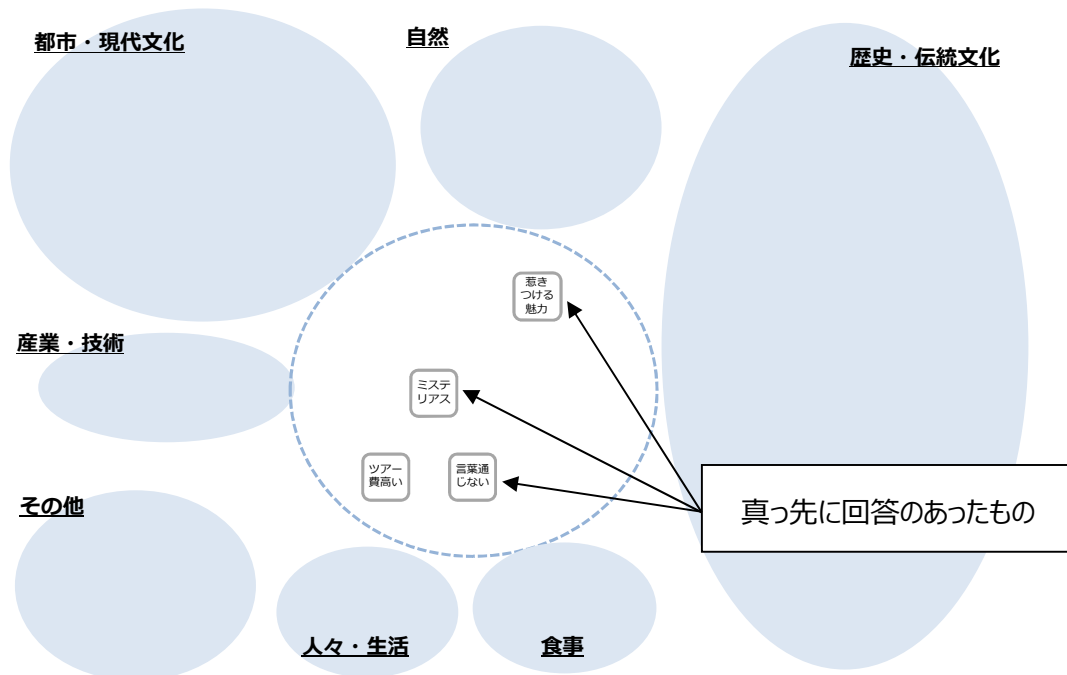 都市・現代文化
自然
歴史・伝統文化
惹き
つける
魅力
産業・技術
ミステ
リアス
ツアー
費高い
言葉通
じない
その他
真っ先に回答のあったもの
人々・生活
食事